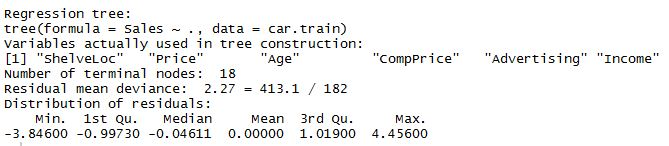 Regression tree:
tree(formula = Sales ~ ., data = car.train)
Variables actually used in tree construction:
[1] "ShelveLoc"   "Price"       "Age"         "CompPrice"   "Advertising" "Income"
Number of terminal nodes:  18
Residual mean deviance:  2.27 = 413.1 / 182
Distribution of residuals:
    Min.  1st Qu.   Median     Mean  3rd Qu.     Max.
-3.84600 -0.99730 -0.04611  0.00000  1.01900  4.45600